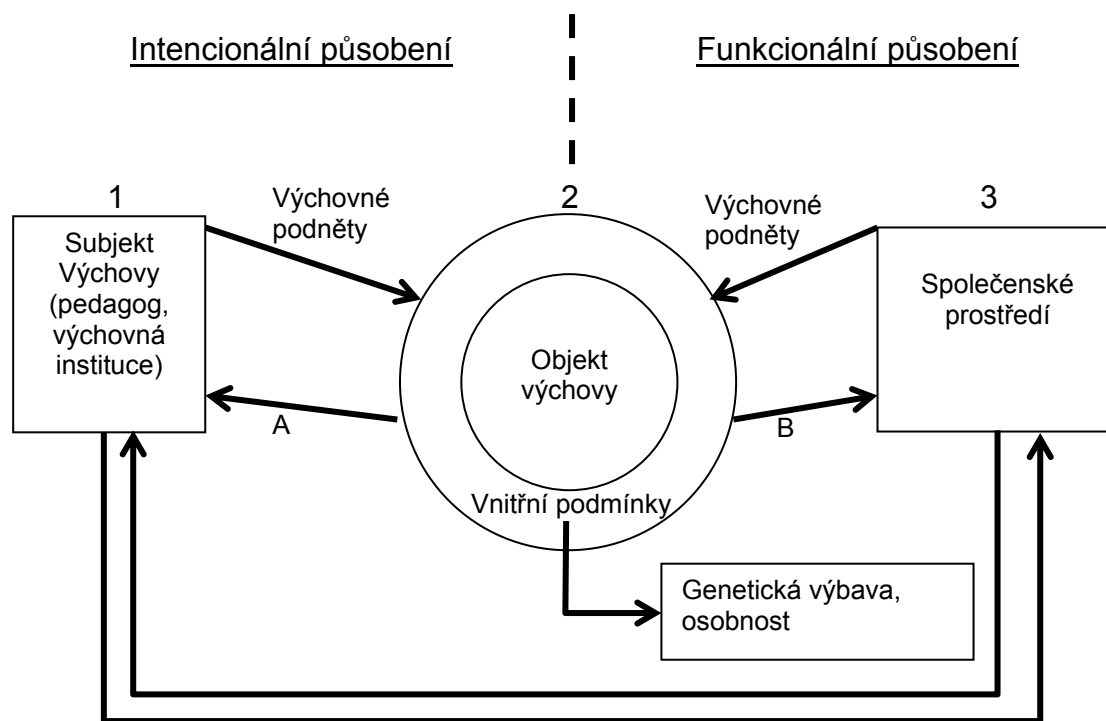 Intencionální působení
Funkcionální působení
1
Výchovné
podněty
2
Výchovné
podněty
3
Subjekt
Výchovy
(pedagog,
výchovná
instituce)
Objekt
výchovy
Společenské
prostředí
A
B
Vnitřní podmínky
Genetická výbava,
osobnost